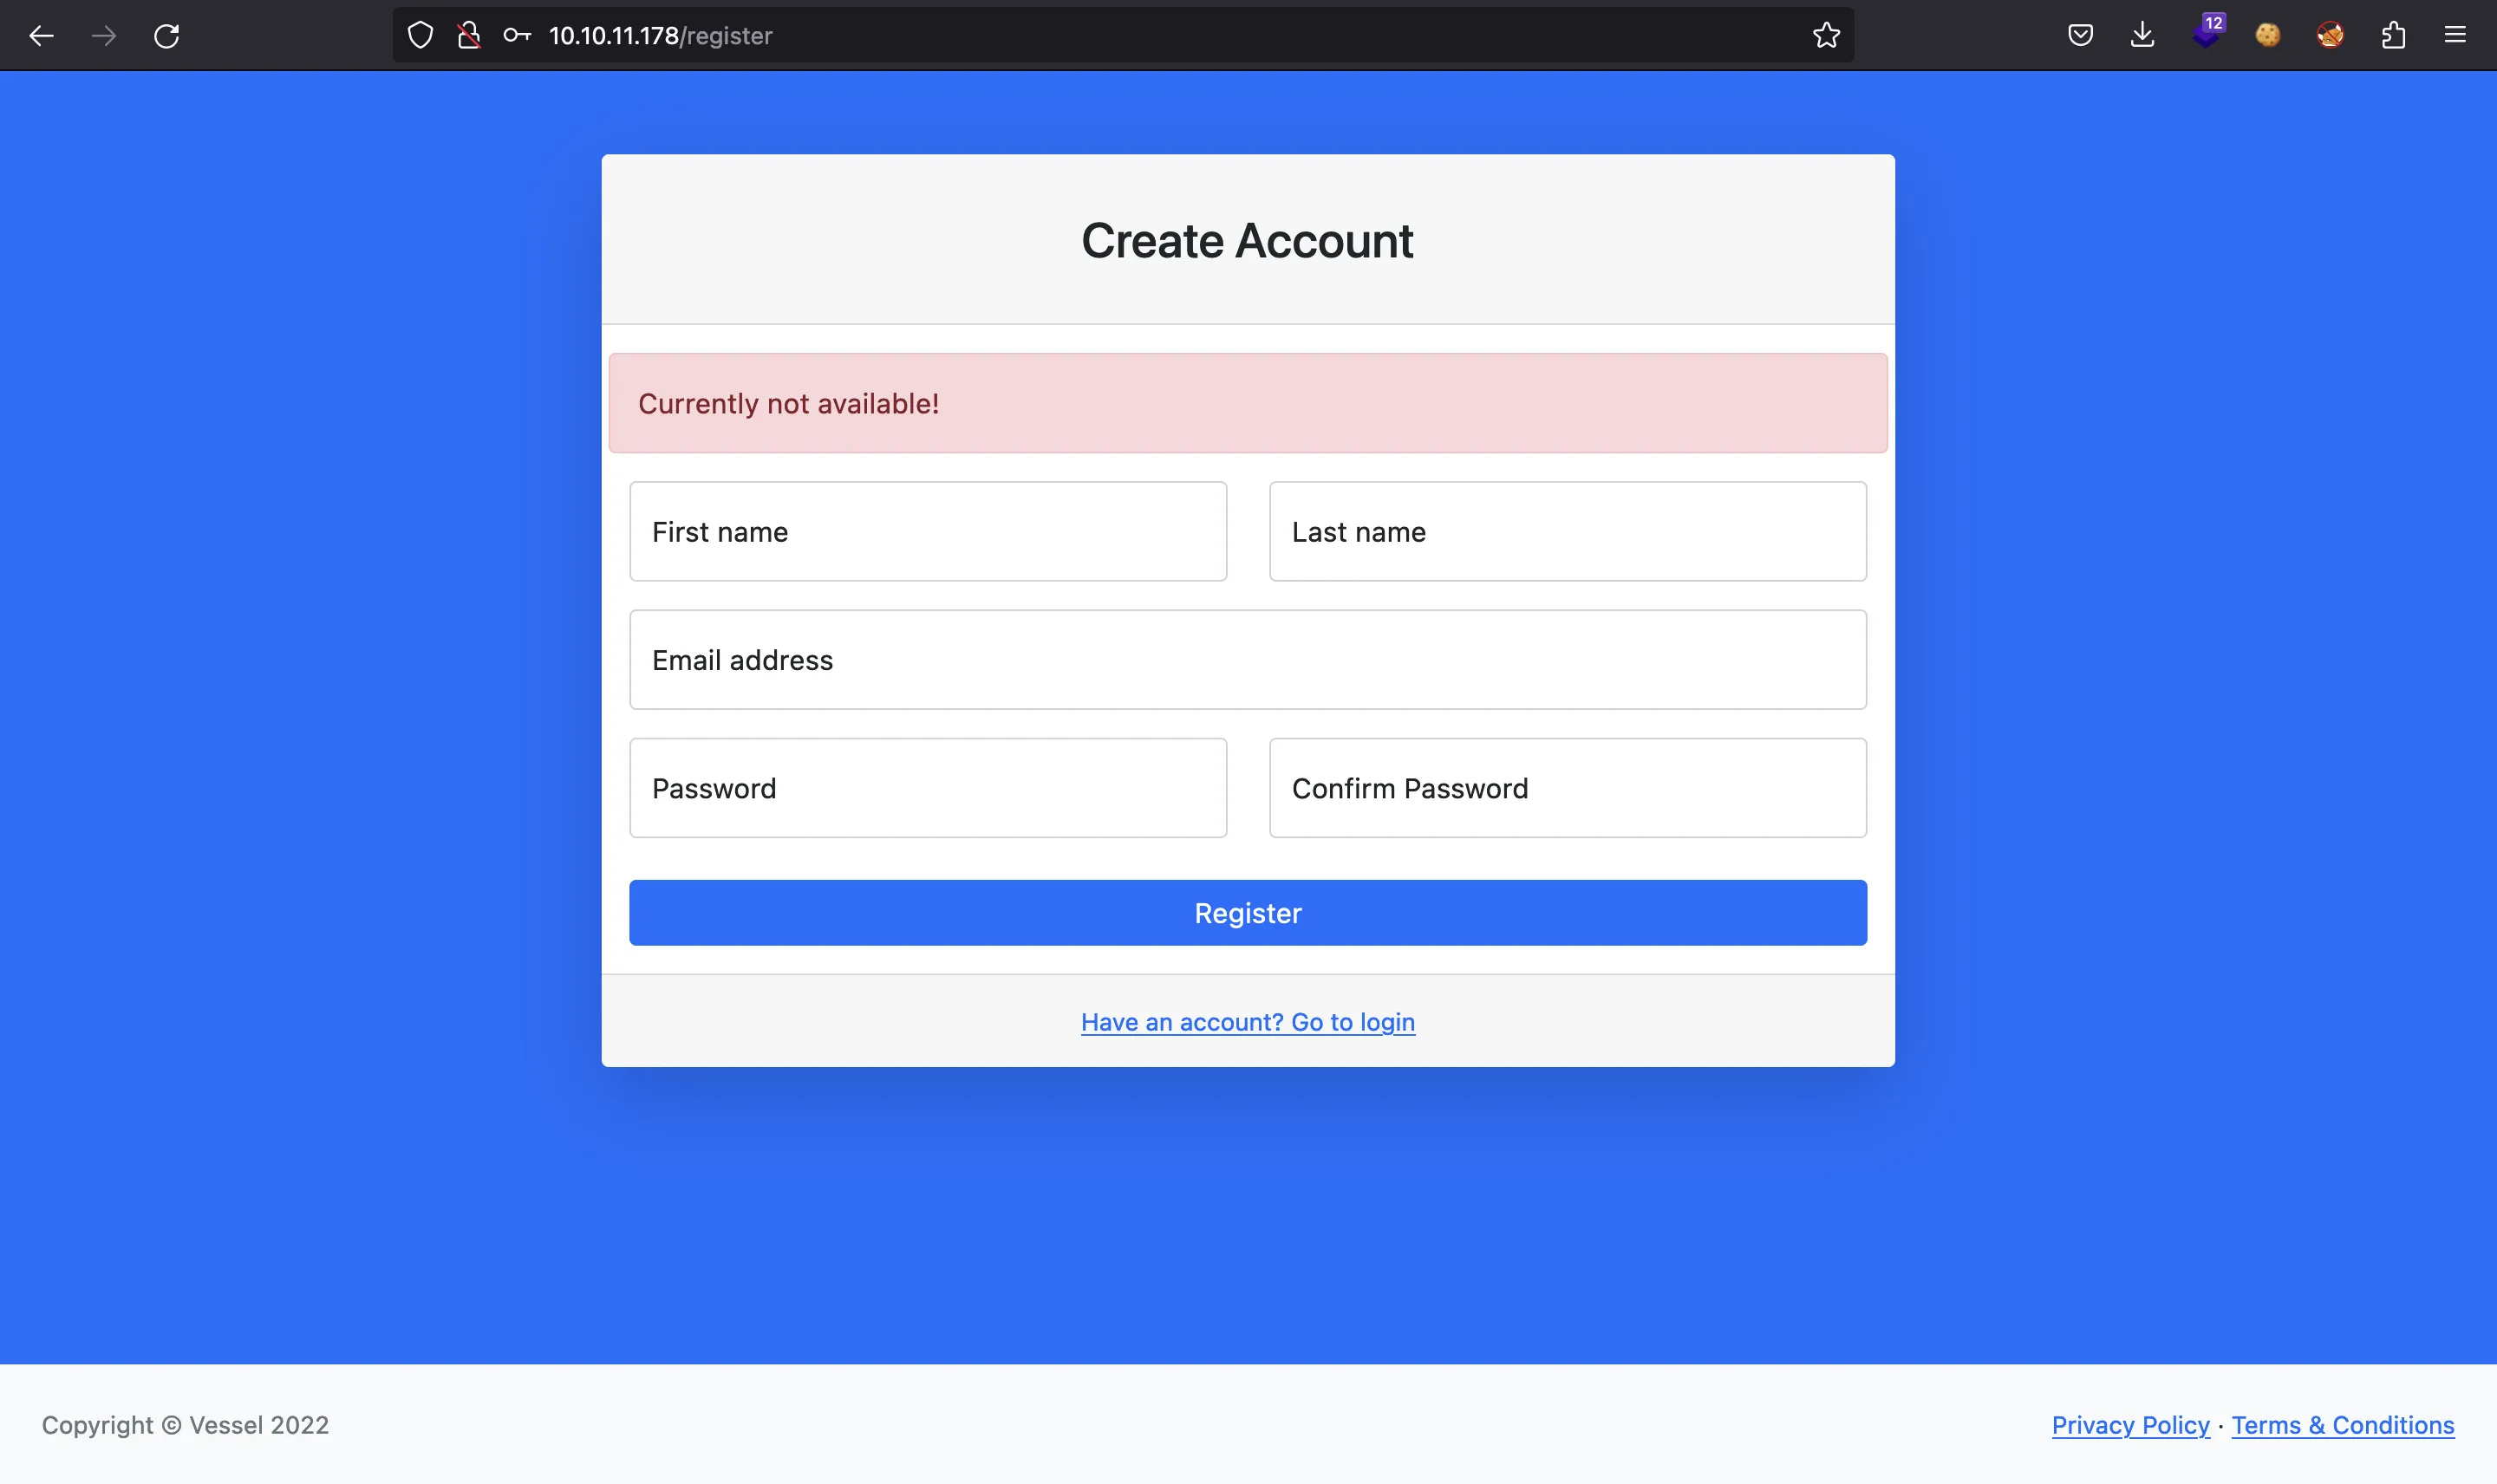 10.10.11.178/register
12
Create Account
Currently not available!
First name
Last name
Email address
Password
Confirm Password
Register
Have an account? Go to login
Copyright © Vessel 2022
Privacy Policy · Terms & Conditions